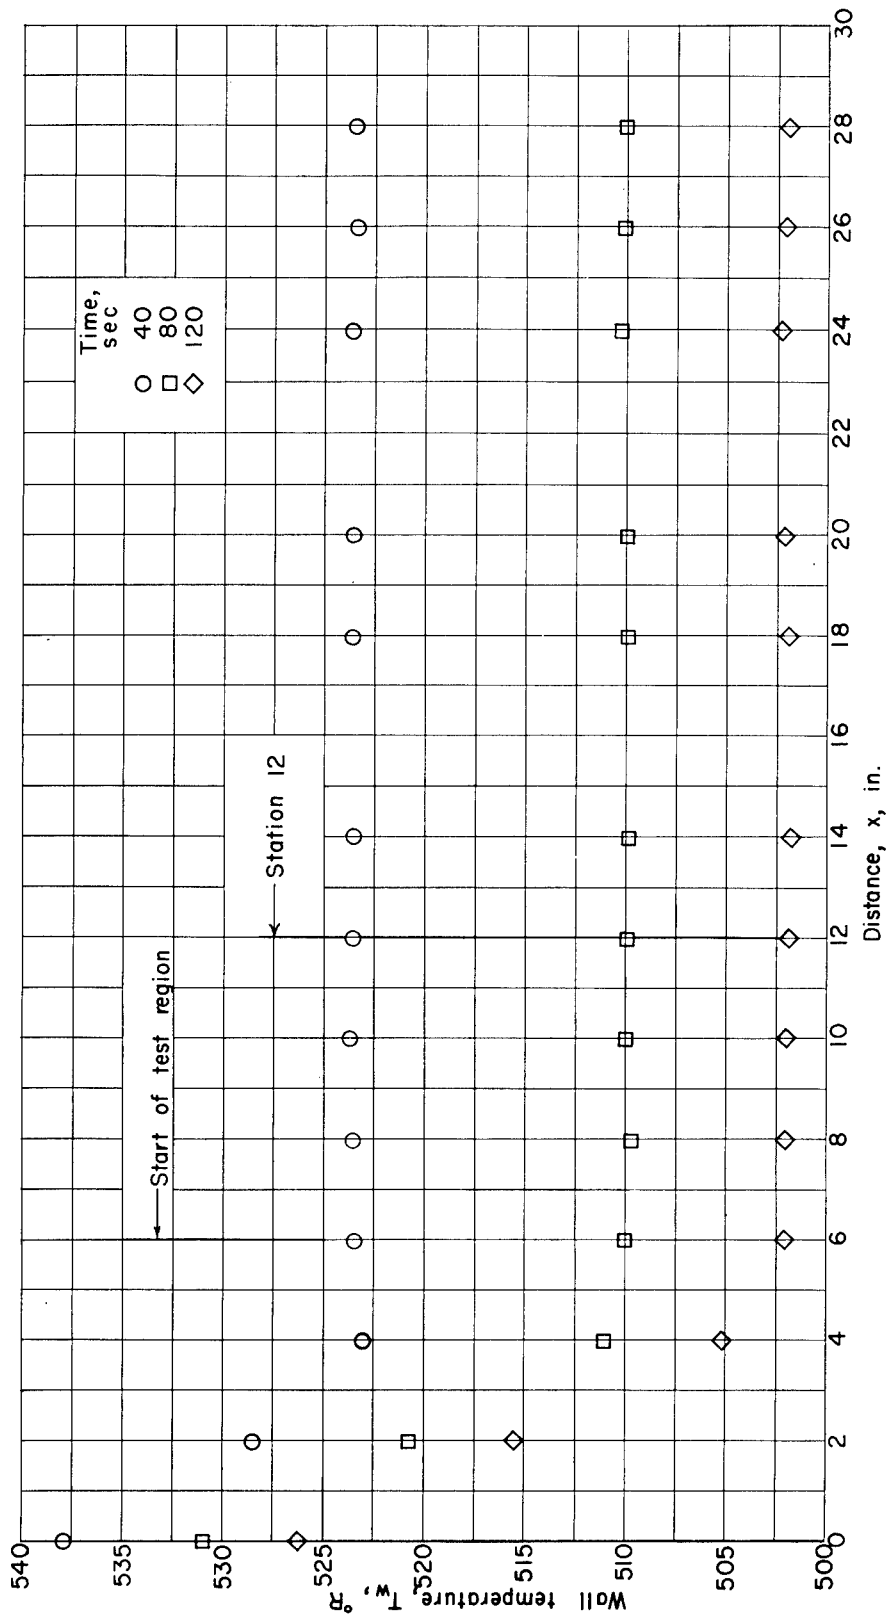 Time,
sec
40
80
120
Start of test region
Station 12
540
535
530
525
520
515
510
505
500
Wall temperature, Tw, °R
0 2 4 6 8 10 12 14 16 18 20 22 24 26 28 30
Distance, x, in.